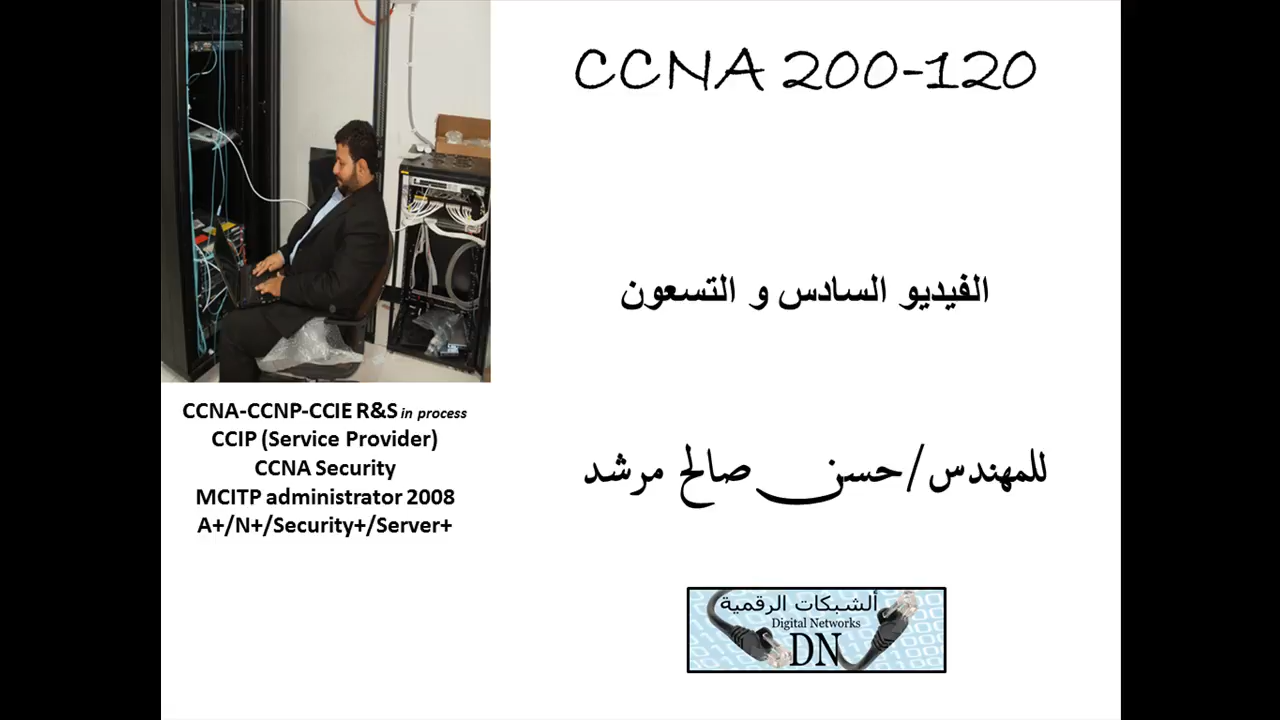 CCNA 200-120
الفيديو السادس و التسعون
للمهندس/حسن صالح مرشد
CCNA-CCNP-CCIE R&S in process
CCIP (Service Provider)
CCNA Security
MCITP administrator 2008
A+/N+/Security+/Server+
ألشبكات الرقمية
Digital Networks
DN